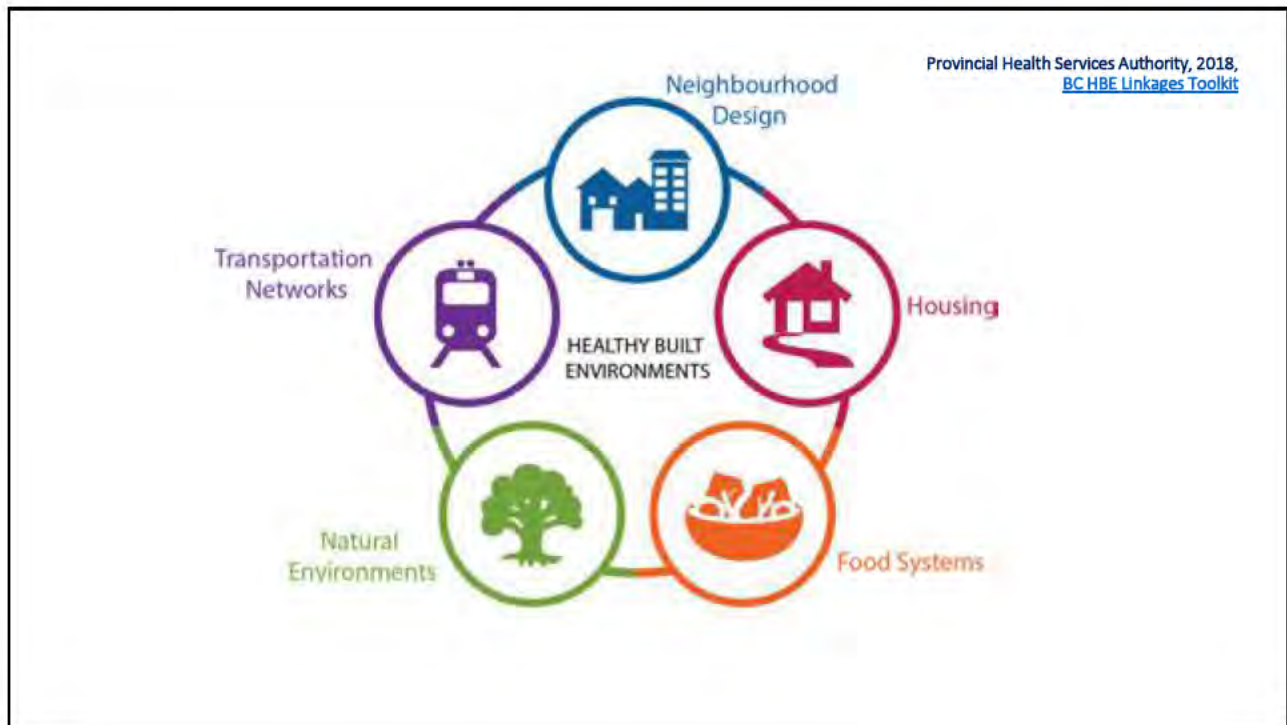 Provincial Health Services Authority, 2018,
BC HBE Linkages Toolkit
Neighbourhood
Design
Transportation
Networks
Housing
HEALTHY BUILT
ENVIRONMENTS
Natural
Environments
Food Systems